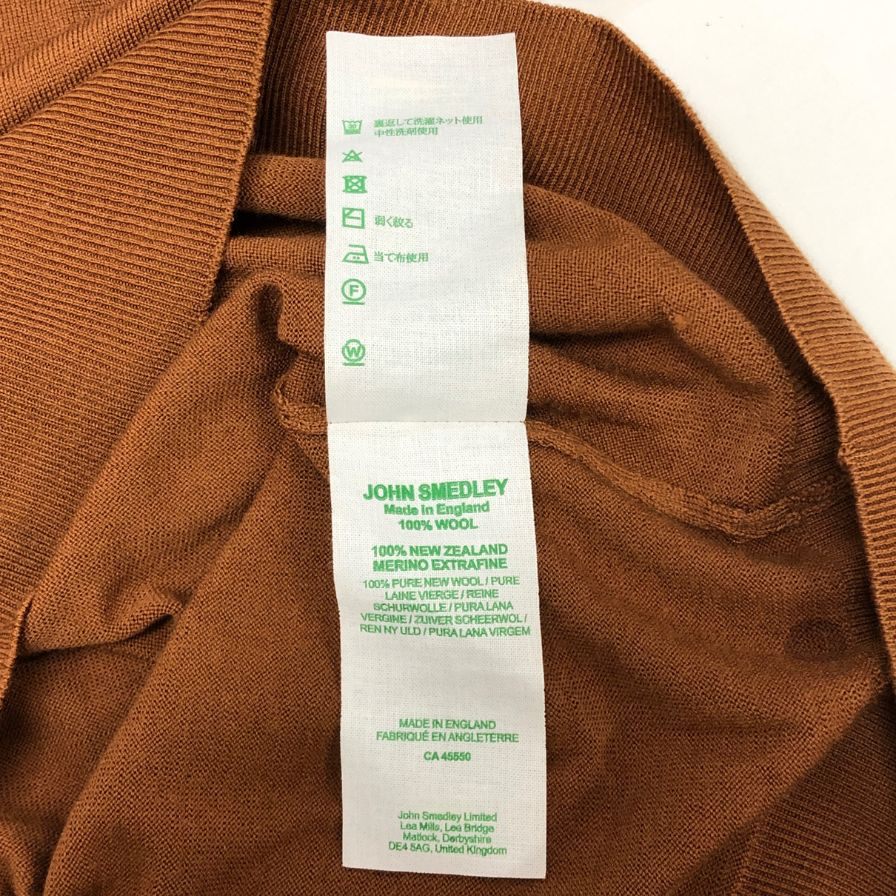 裏返して洗濯ネット使用
中性洗剤使用
弱く絞る
当て布使用
F
W
JOHN SMEDLEY
Made in England
100% WOOL
100% NEW ZEALAND
MERINO EXTRAFINE
100% PURE NEW WOOL / PURE
LAINE VIERGE / REINE
SCHURWOLLE / PURA LANA
VERGINE / ZUIVER SCHEERWOL /
REN NY ULD / PURA LANA VIRGEM
MADE IN ENGLAND
FABRIQUÉ EN ANGLETERRE
CA 45550
John Smedley Limited
Lea Mills, Lea Bridge
Matlock, Derbyshire
DE4 5AG, United Kingdom